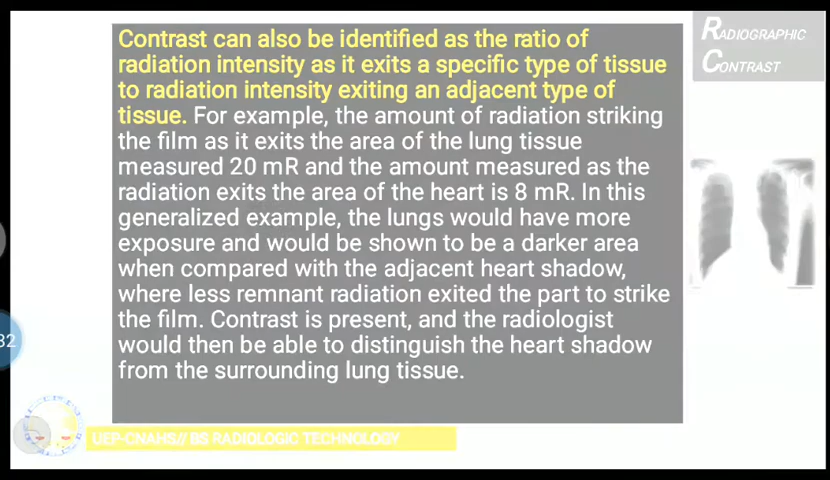 Contrast can also be identified as the ratio of
radiation intensity as it exits a specific type of tissue
to radiation intensity exiting an adjacent type of
tissue. For example, the amount of radiation striking
the film as it exits the area of the lung tissue
measured 20 mR and the amount measured as the
radiation exits the area of the heart is 8 mR. In this
generalized example, the lungs would have more
exposure and would be shown to be a darker area
when compared with the adjacent heart shadow,
where less remnant radiation exited the part to strike
the film. Contrast is present, and the radiologist
would then be able to distinguish the heart shadow
from the surrounding lung tissue.
RADIOGRAPHIC
CONTRAST
32
UEP-CNAHS// BS RADIOLOGIC TECHNOLOGY